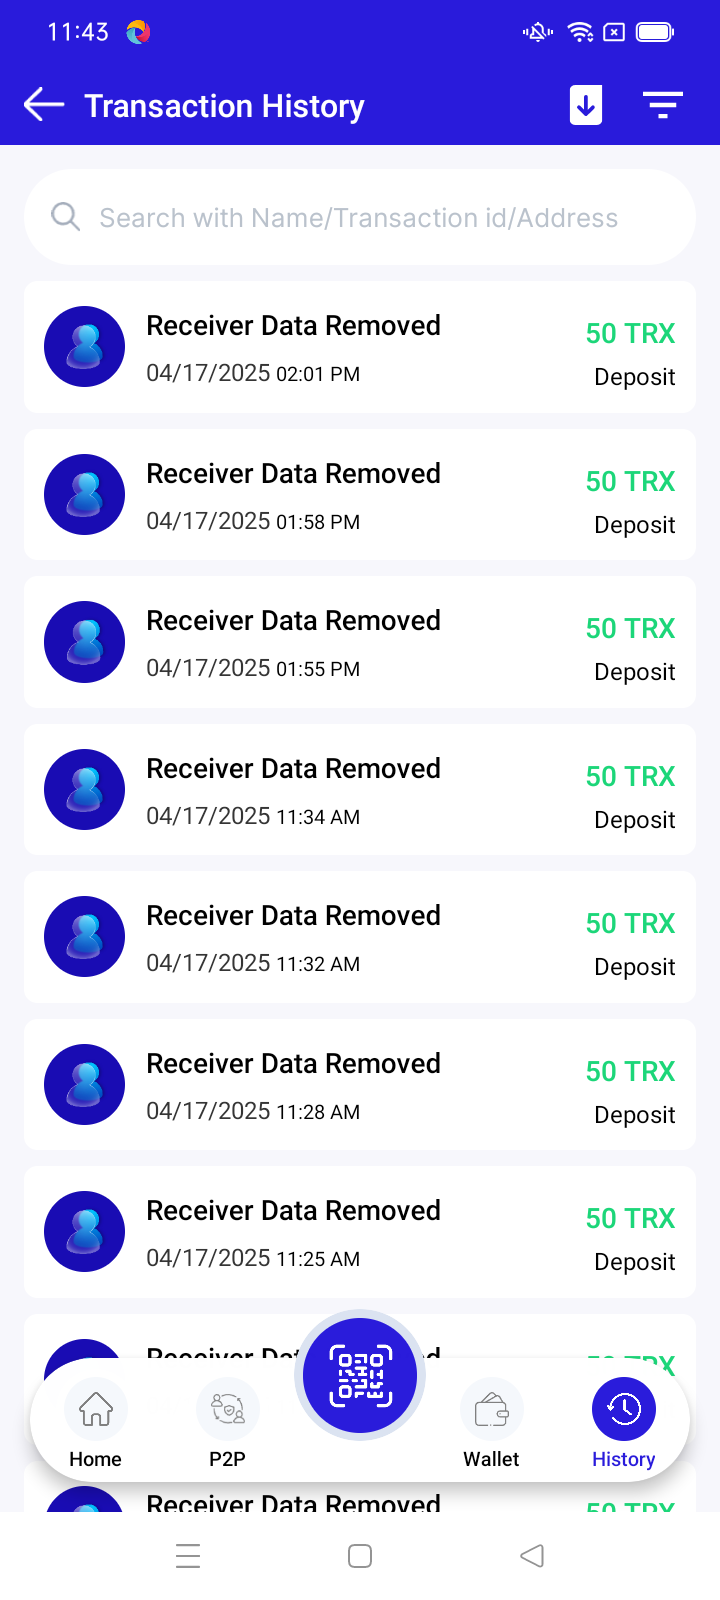 11:43
Transaction History
Search with Name/Transaction id/Address
Receiver Data Removed
50 TRX
04/17/2025 02:01 PM
Deposit
Receiver Data Removed
50 TRX
04/17/2025 01:58 PM
Deposit
Receiver Data Removed
50 TRX
04/17/2025 01:55 PM
Deposit
Receiver Data Removed
50 TRX
04/17/2025 11:34 AM
Deposit
Receiver Data Removed
50 TRX
04/17/2025 11:32 AM
Deposit
Receiver Data Removed
50 TRX
04/17/2025 11:28 AM
Deposit
Receiver Data Removed
50 TRX
04/17/2025 11:25 AM
Deposit
Home
P2P
Wallet
History
Receiver Data Removed
50 TRX